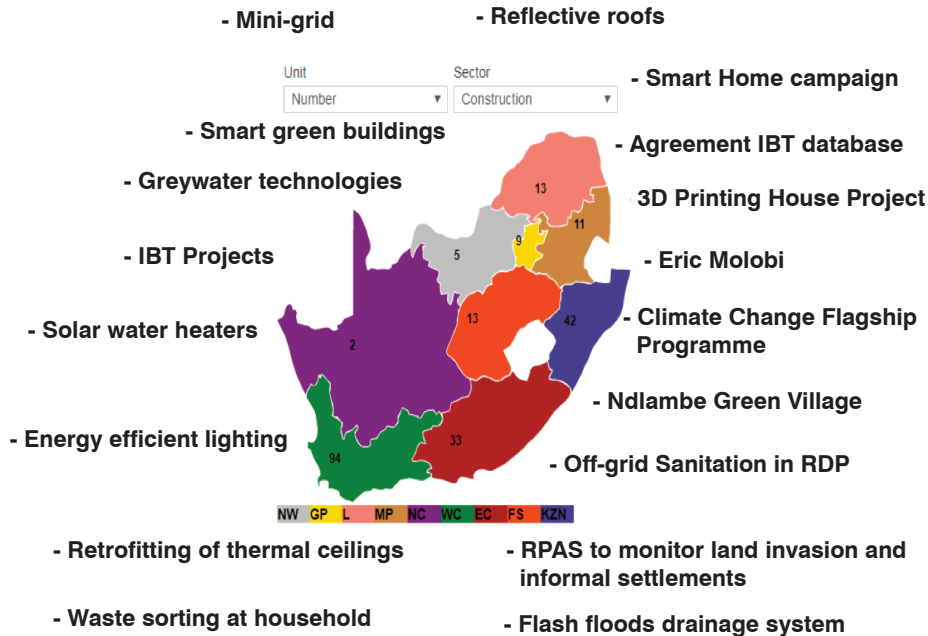 - Mini-grid
- Reflective roofs
Unit
Sector
Number
Construction
- Smart Home campaign
- Smart green buildings
- Agreement IBT database
- Greywater technologies
13
3D Printing House Project
11
9
- IBT Projects
5
- Eric Molobi
- Solar water heaters
13
42
- Climate Change Flagship
Programme
2
- Ndlambe Green Village
- Energy efficient lighting
33
94
- Off-grid Sanitation in RDP
NW GP L MP NC WC EC FS KZN
- Retrofitting of thermal ceilings
- RPAS to monitor land invasion and
informal settlements
- Waste sorting at household
- Flash floods drainage system